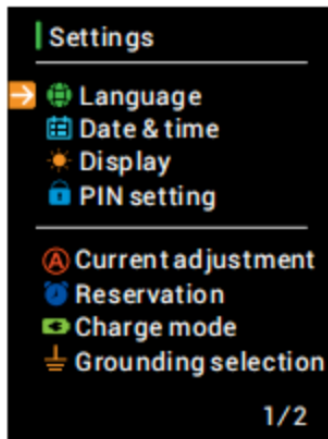 Settings
Language
Date & time
Display
PIN setting
Current adjustment
Reservation
Charge mode
Grounding selection
1/2